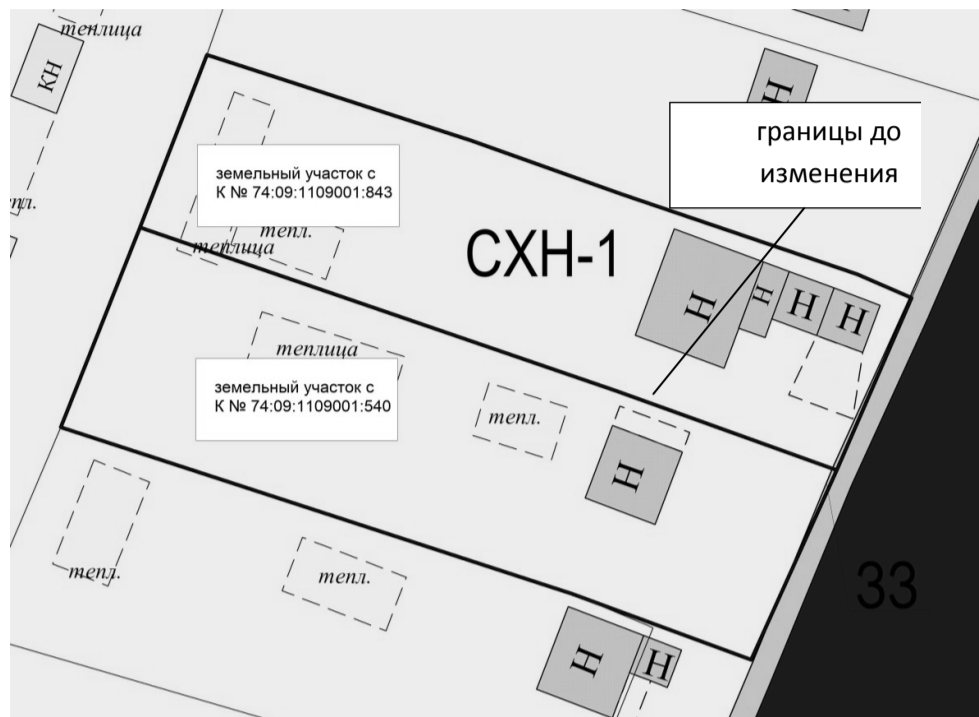 теплица
КН
Н
границы до
изменения
земельный участок с
К № 74:09:1109001:843
пл.
тепл.
теплица
СХН-1
Н
Н
Н
Н
теплица
земельный участок с
К № 74:09:1109001:540
тепл.
Н
тепл.
тепл.
33
Н
Н